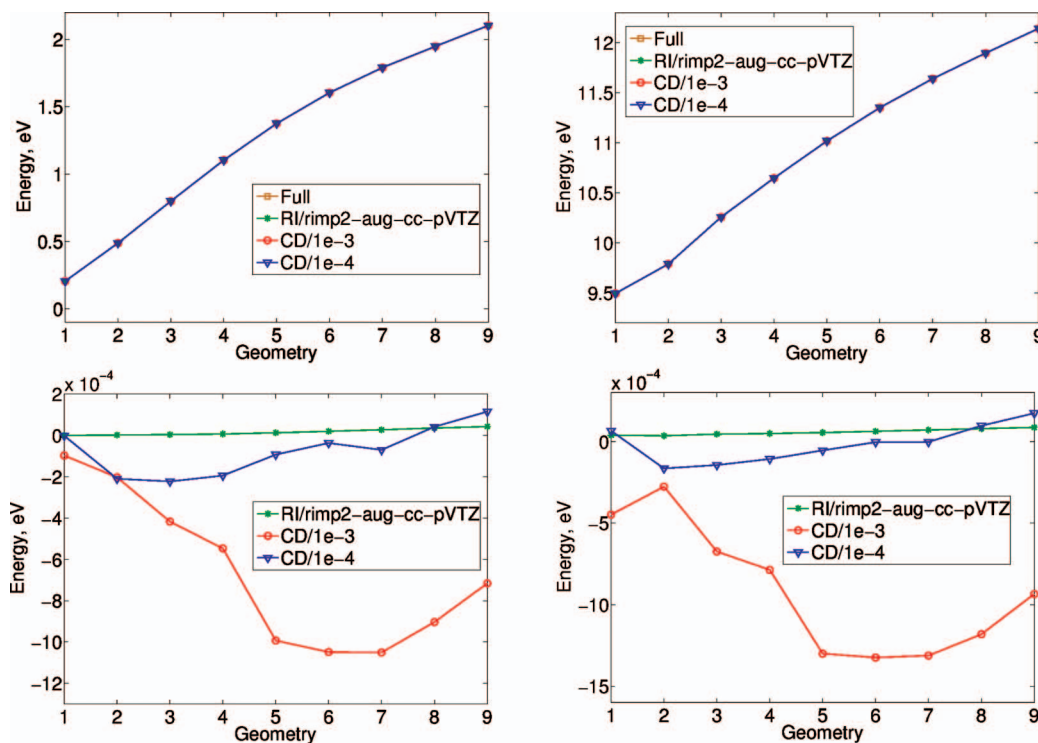 2
1.5
1
0.5
0
Energy, eV
Full
RI/rimp2-aug-cc-pVTZ
CD/1e-3
CD/1e-4
1 2 3 4 5 6 7 8 9
Geometry
12
11.5
11
10.5
10
9.5
Energy, eV
Full
RI/rimp2-aug-cc-pVTZ
CD/1e-3
CD/1e-4
1 2 3 4 5 6 7 8 9
Geometry
x 10⁻⁴
2
0
-2
-4
-6
-8
-10
-12
Energy, eV
RI/rimp2-aug-cc-pVTZ
CD/1e-3
CD/1e-4
1 2 3 4 5 6 7 8 9
Geometry
x 10⁻⁴
0
-5
-10
-15
Energy, eV
RI/rimp2-aug-cc-pVTZ
CD/1e-3
CD/1e-4
1 2 3 4 5 6 7 8 9
Geometry